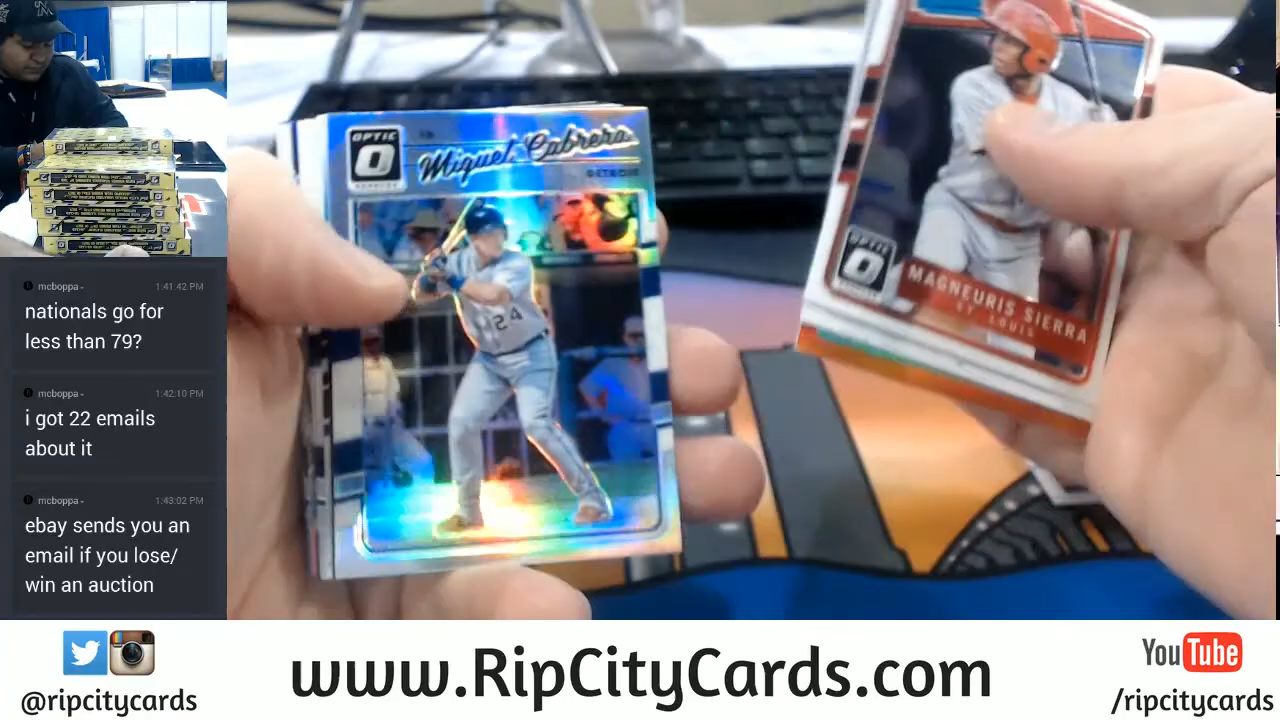 mcboppa - 1:41:42 PM
nationals go for
less than 79?
mcboppa - 1:42:10 PM
i got 22 emails
about it
mcboppa - 1:43:02 PM
ebay sends you an
email if you lose/
win an auction
OPTIC
Miguel Cabrera
DETROIT
24
OPTIC
MAGNEURIS SIERRA
ST. LOUIS
@ripcitycards
www.RipCityCards.com
YouTube
/ripcitycards